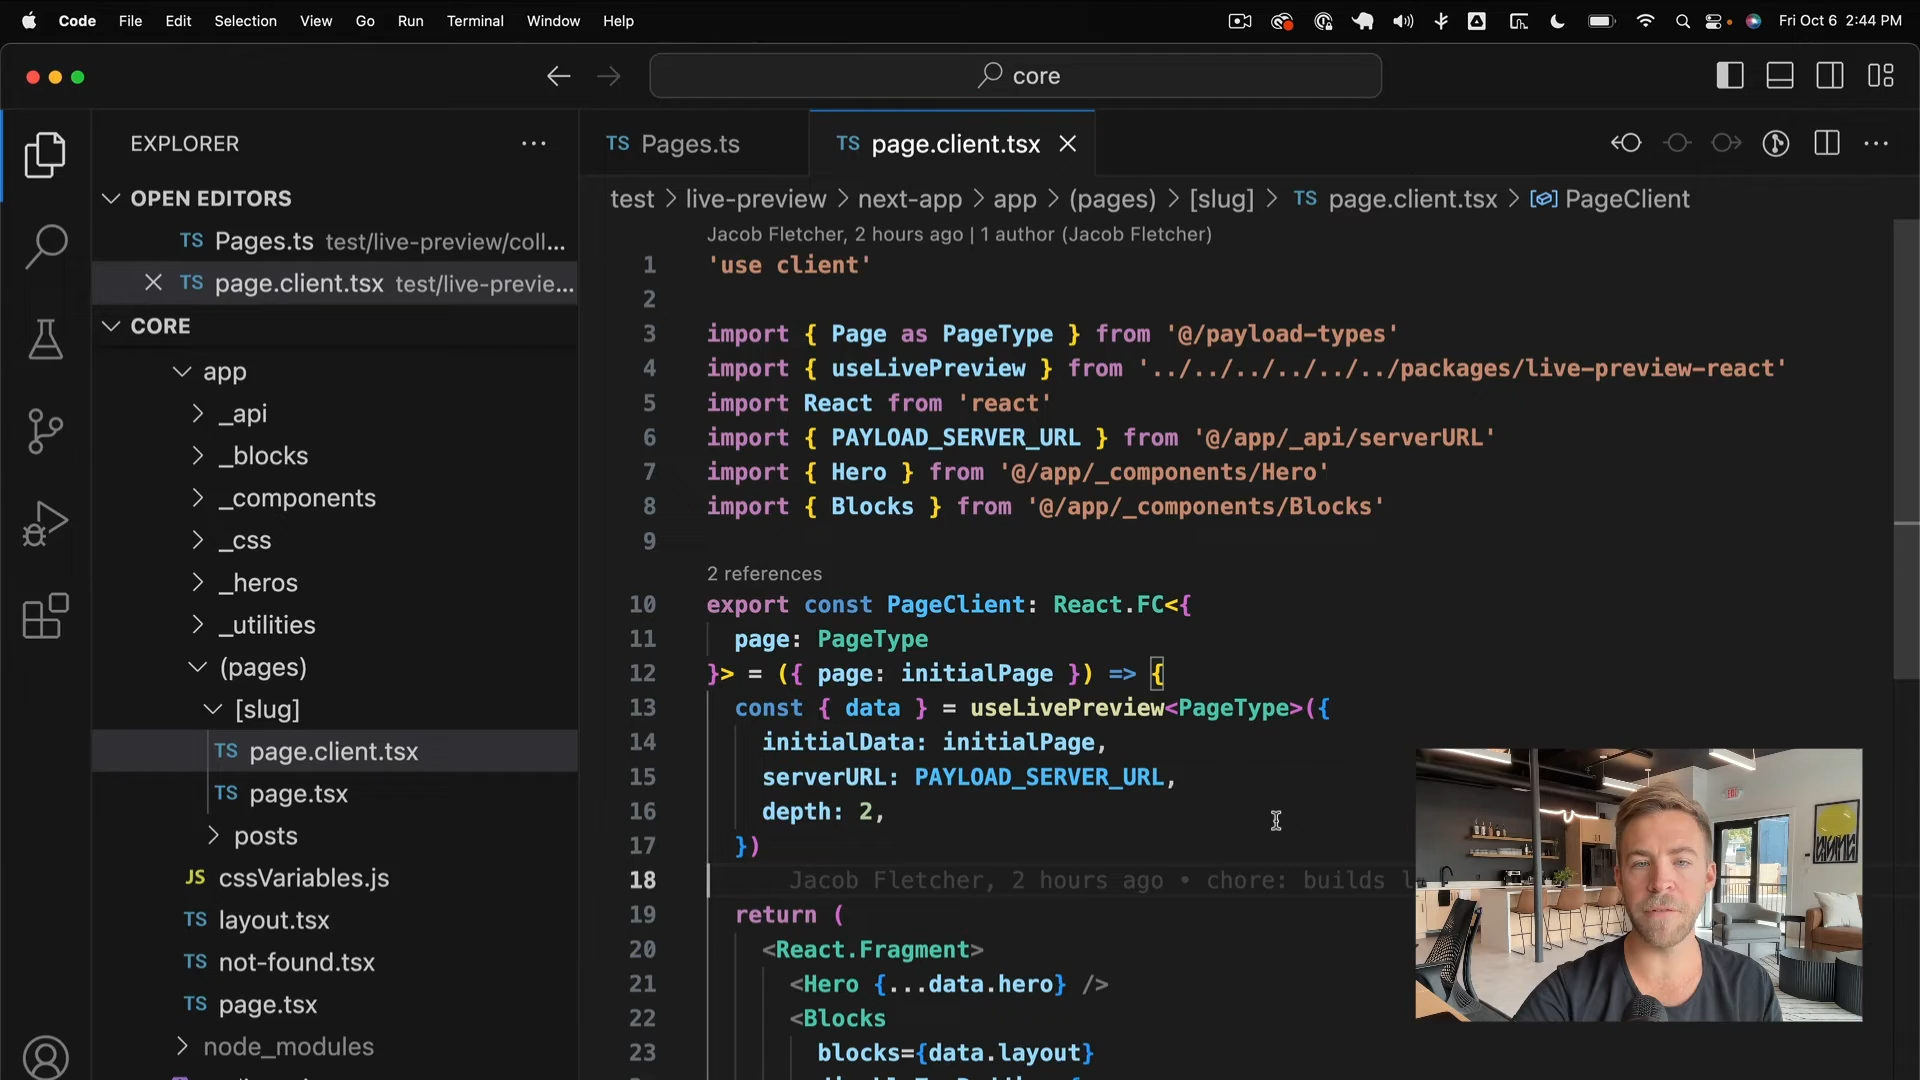 Code File Edit Selection View Go Run Terminal Window Help Fri Oct 6 2:44 PM
core
EXPLORER
TS Pages.ts
TS page.client.tsx
OPEN EDITORS
TS Pages.ts test/live-preview/coll...
TS page.client.tsx test/live-previe...
CORE
app
_api
_blocks
_components
_css
_heros
_utilities
(pages)
[slug]
TS page.client.tsx
TS page.tsx
posts
JS cssVariables.js
TS layout.tsx
TS not-found.tsx
TS page.tsx
node_modules
test > live-preview > next-app > app > (pages) > [slug] > TS page.client.tsx > PageClient
Jacob Fletcher, 2 hours ago | 1 author (Jacob Fletcher)
1 'use client'
2
3 import { Page as PageType } from '@/payload-types'
4 import { useLivePreview } from '../../../../../../packages/live-preview-react'
5 import React from 'react'
6 import { PAYLOAD_SERVER_URL } from '@/app/_api/serverURL'
7 import { Hero } from '@/app/_components/Hero'
8 import { Blocks } from '@/app/_components/Blocks'
9
2 references
10 export const PageClient: React.FC<{
11 page: PageType
12 }> = ({ page: initialPage }) => {
13 const { data } = useLivePreview<PageType>({
14 initialData: initialPage,
15 serverURL: PAYLOAD_SERVER_URL,
16 depth: 2,
17 })
18 Jacob Fletcher, 2 hours ago • chore: builds l
19 return (
20 <React.Fragment>
21 <Hero {...data.hero} />
22 <Blocks
23 blocks={data.layout}